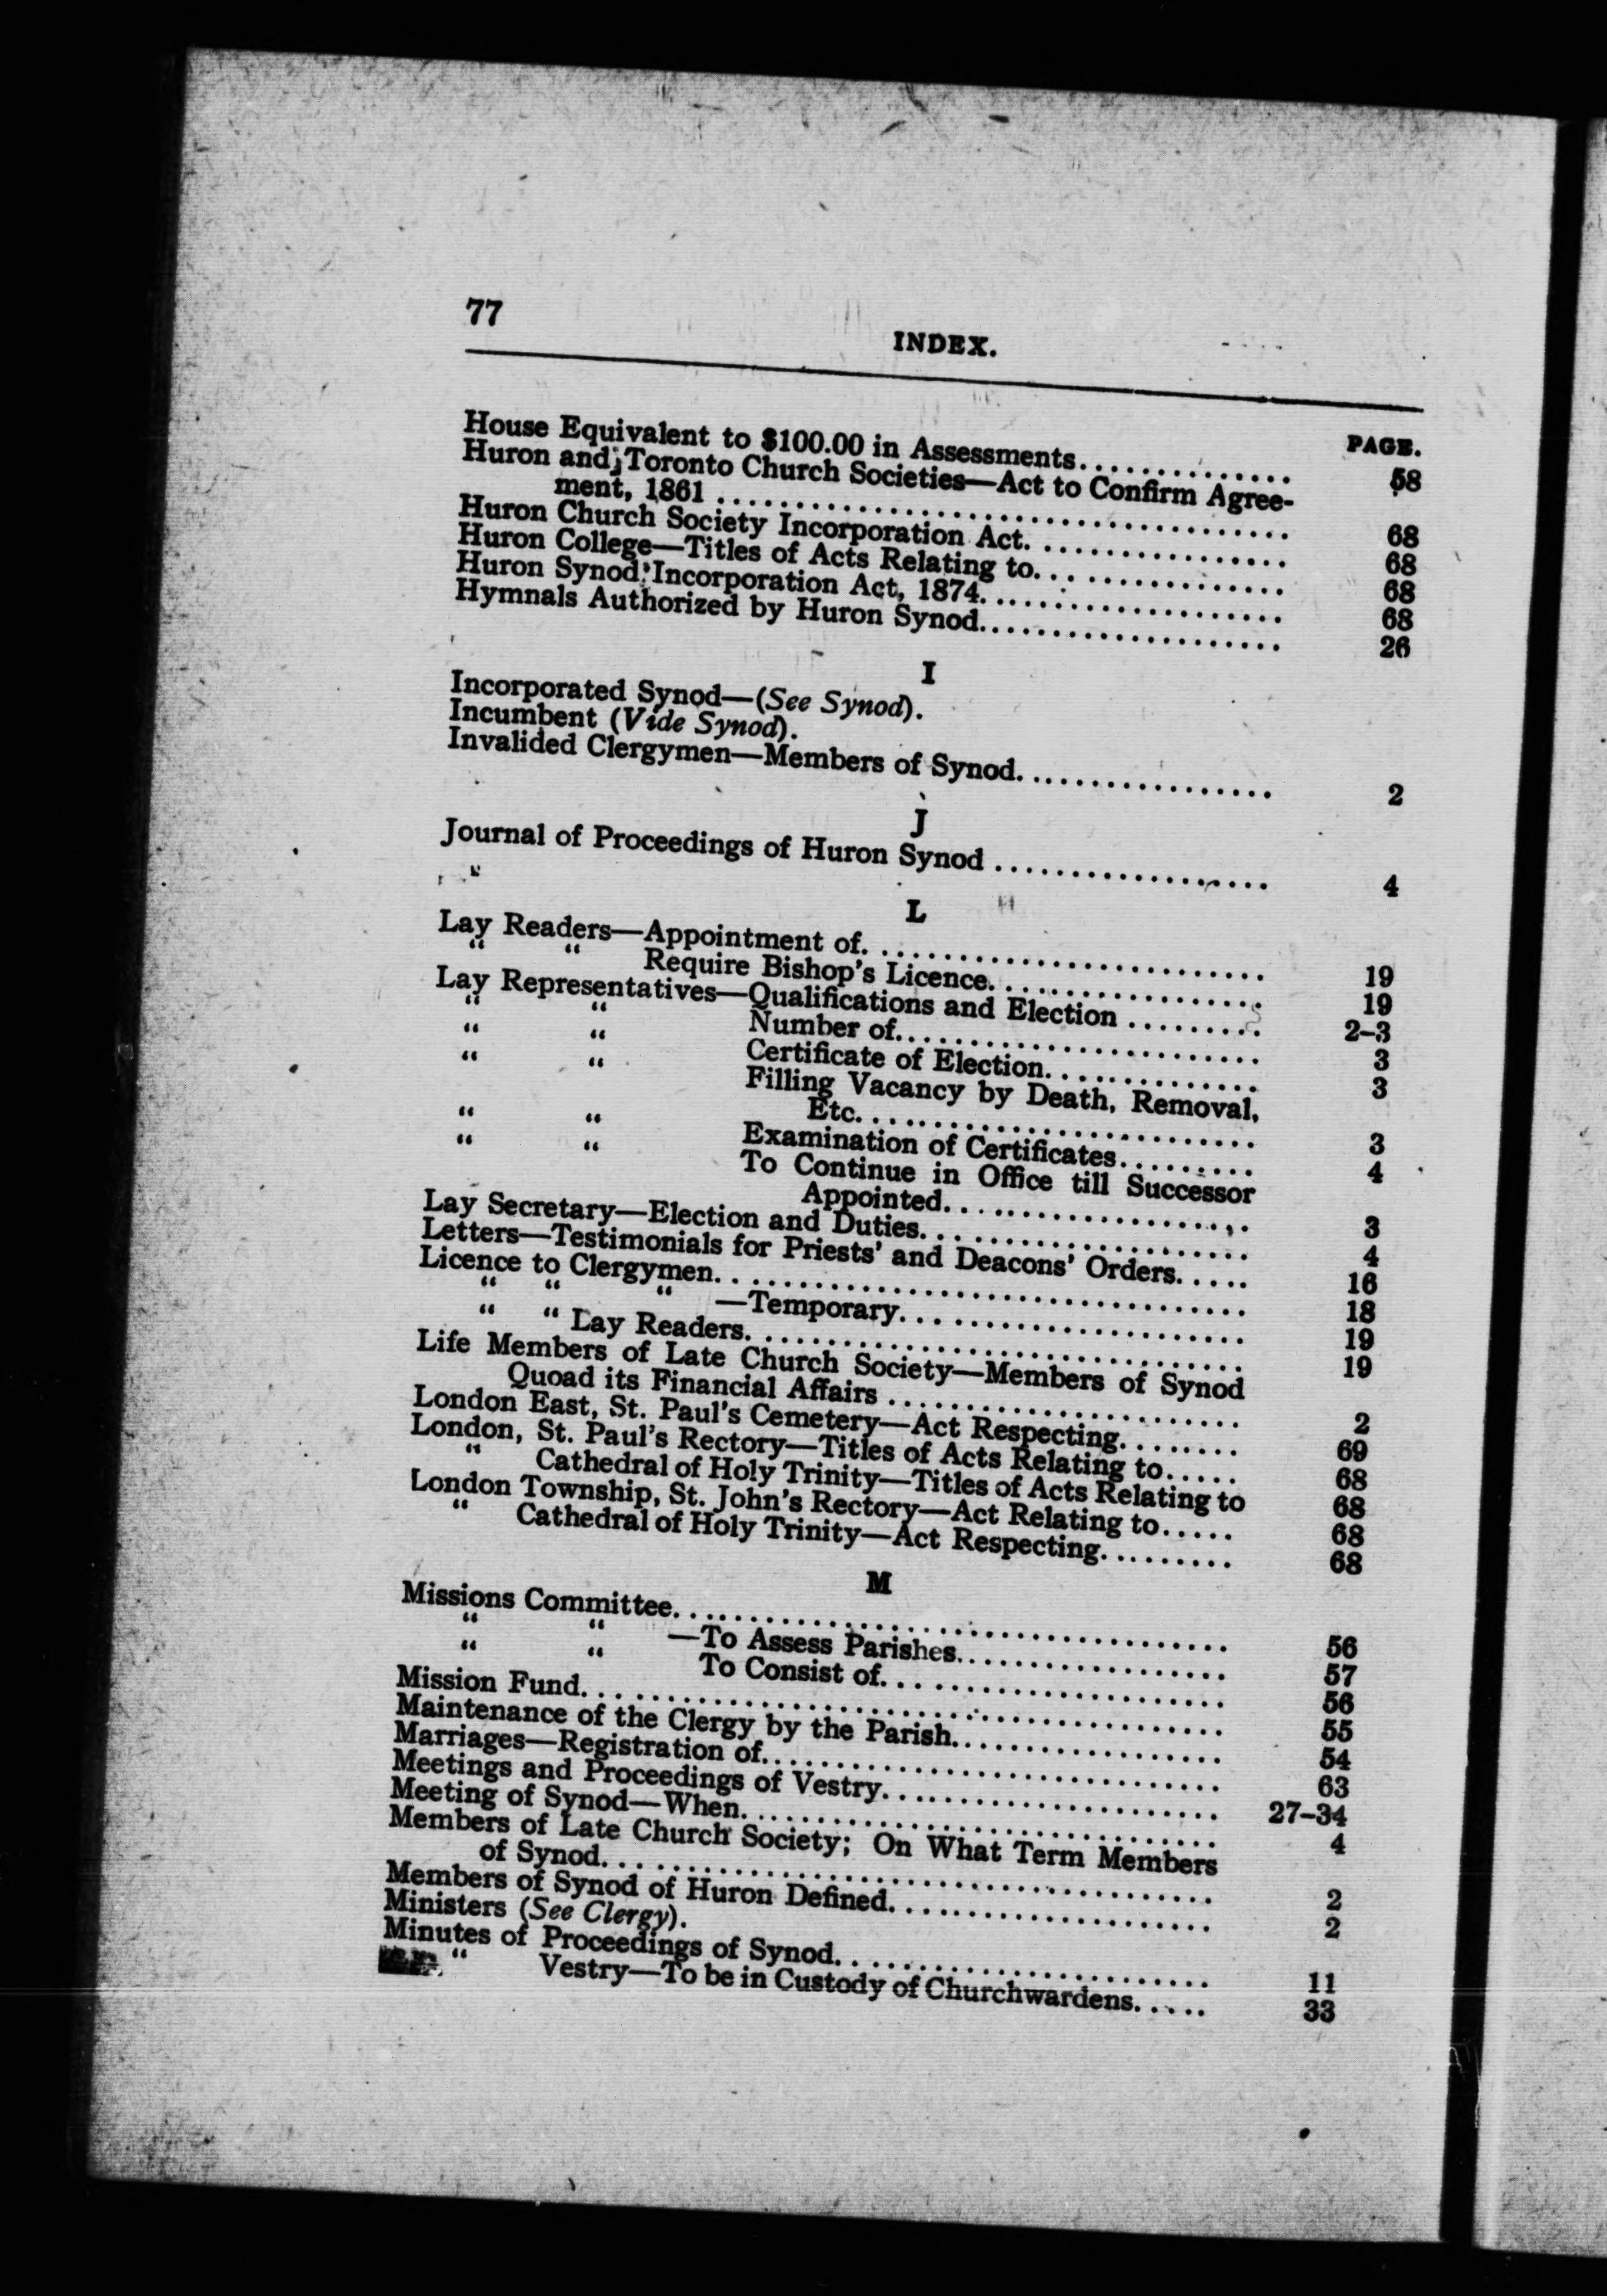 77
INDEX.
PAGE.
House Equivalent to $100.00 in Assessments............... 58
Huron and Toronto Church Societies—Act to Confirm Agree-
ment, 1861 .................................... 68
Huron Church Society Incorporation Act................. 68
Huron College—Titles of Acts Relating to................ 68
Huron Synod Incorporation Act, 1874.................... 68
Hymnals Authorized by Huron Synod.................... 26
I
Incorporated Synod—(See Synod).
Incumbent (Vide Synod).
Invalided Clergymen—Members of Synod................. 2
J
Journal of Proceedings of Huron Synod .................. 4
L
Lay Readers—Appointment of.......................... 19
“ “ Require Bishop's Licence.................. 19
Lay Representatives—Qualifications and Election ......... 2-3
“ “ Number of........................ 3
“ “ Certificate of Election.............. 3
“ “ Filling Vacancy by Death, Removal,
Etc.......................... 3
“ “ Examination of Certificates......... 4
“ “ To Continue in Office till Successor
Appointed.................... 3
Lay Secretary—Election and Duties...................... 4
Letters—Testimonials for Priests' and Deacons' Orders..... 16
Licence to Clergymen................................... 18
“ “ “ —Temporary....................... 19
“ “ Lay Readers................................ 19
Life Members of Late Church Society—Members of Synod
Quoad its Financial Affairs ....................... 2
London East, St. Paul's Cemetery—Act Respecting........ 69
London, St. Paul's Rectory—Titles of Acts Relating to..... 68
“ Cathedral of Holy Trinity—Titles of Acts Relating to 68
London Township, St. John's Rectory—Act Relating to..... 68
“ Cathedral of Holy Trinity—Act Respecting......... 68
M
Missions Committee.................................... 56
“ “ —To Assess Parishes.................. 57
“ “ To Consist of....................... 56
Mission Fund.......................................... 55
Maintenance of the Clergy by the Parish.................. 54
Marriages—Registration of.............................. 63
Meetings and Proceedings of Vestry...................... 27-34
Meeting of Synod—When............................... 4
Members of Late Church Society; On What Term Members
of Synod....................................... 2
Members of Synod of Huron Defined..................... 2
Ministers (See Clergy).
Minutes of Proceedings of Synod........................ 11
“ Vestry—To be in Custody of Churchwardens..... 33